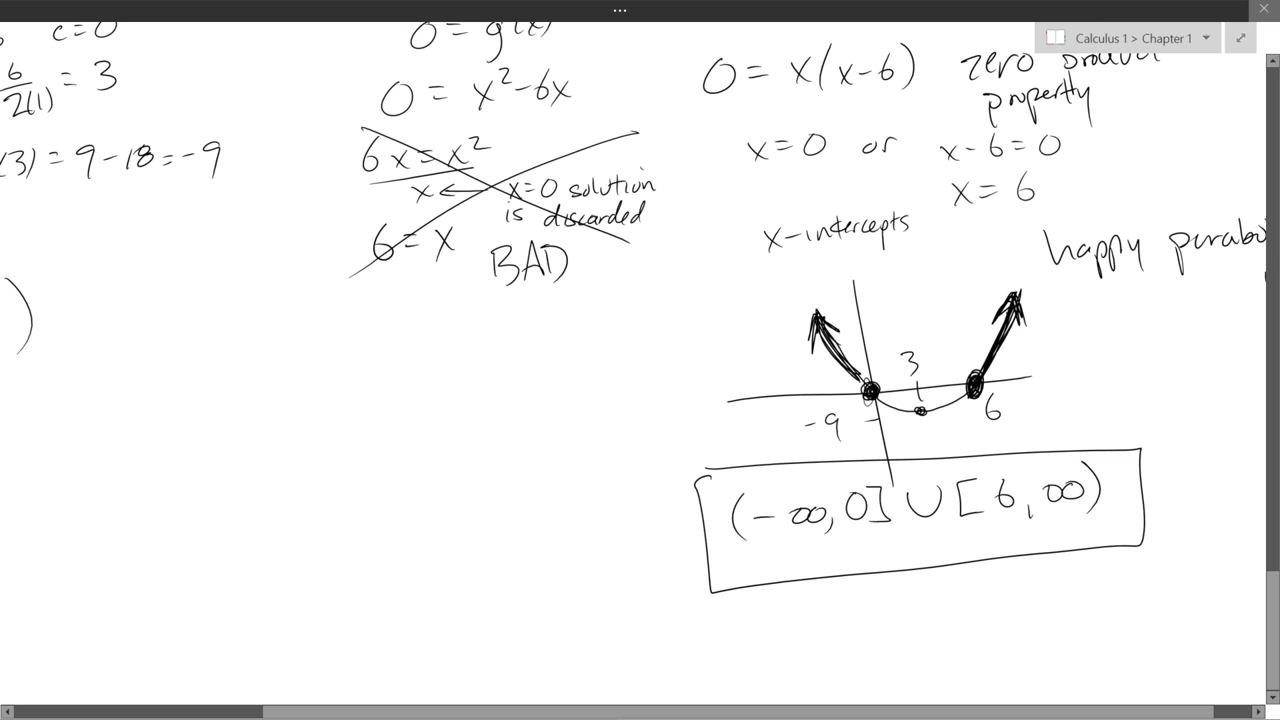 ...
Calculus 1 > Chapter 1
c=0
6/2(1) = 3
(3) = 9-18 = -9
0 = g(x)
0 = x²-6x
6x = x²
x ← x=0 solution
is discarded
6 = x
BAD
0 = x(x-6) zero product
property
x=0 or x-6=0
x = 6
x-intercepts
happy parabo
3
-9
6
(-∞,0] ∪ [6,∞)